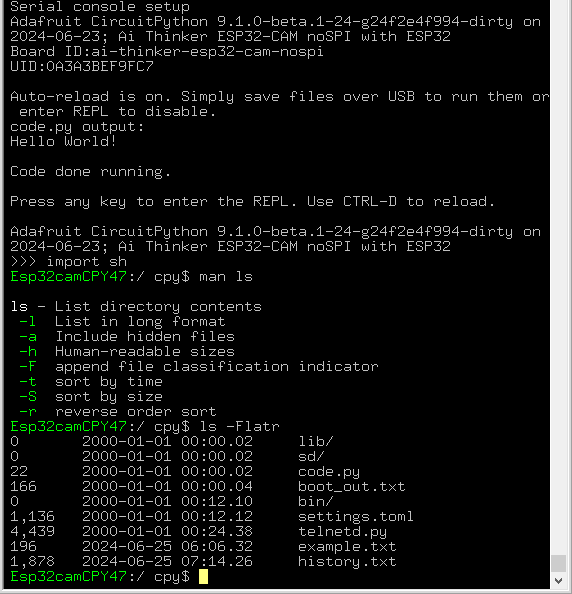 Serial console setup
Adafruit CircuitPython 9.1.0-beta.1-24-g24f2e4f994-dirty on
2024-06-23; Ai Thinker ESP32-CAM noSPI with ESP32
Board ID:ai-thinker-esp32-cam-nospi
UID:0A3A3BEF9FC7

Auto-reload is on. Simply save files over USB to run them or
 enter REPL to disable.
code.py output:
Hello World!

Code done running.

Press any key to enter the REPL. Use CTRL-D to reload.

Adafruit CircuitPython 9.1.0-beta.1-24-g24f2e4f994-dirty on
2024-06-23; Ai Thinker ESP32-CAM noSPI with ESP32
>>> import sh
Esp32camCPY47:/ cpy$ man ls

ls - List directory contents
 -l  List in long format
 -a  Include hidden files
 -h  Human-readable sizes
 -F  append file classification indicator
 -t  sort by time
 -S  sort by size
 -r  reverse order sort
Esp32camCPY47:/ cpy$ ls -Flatr
0       2000-01-01 00:00.02     lib/
0       2000-01-01 00:00.02     sd/
22      2000-01-01 00:00.02     code.py
166     2000-01-01 00:00.04     boot_out.txt
0       2000-01-01 00:12.10     bin/
1,136   2000-01-01 00:12.12     settings.toml
4,439   2000-01-01 00:24.38     telnetd.py
196     2024-06-25 06:06.32     example.txt
1,878   2024-06-25 07:14.26     history.txt
Esp32camCPY47:/ cpy$